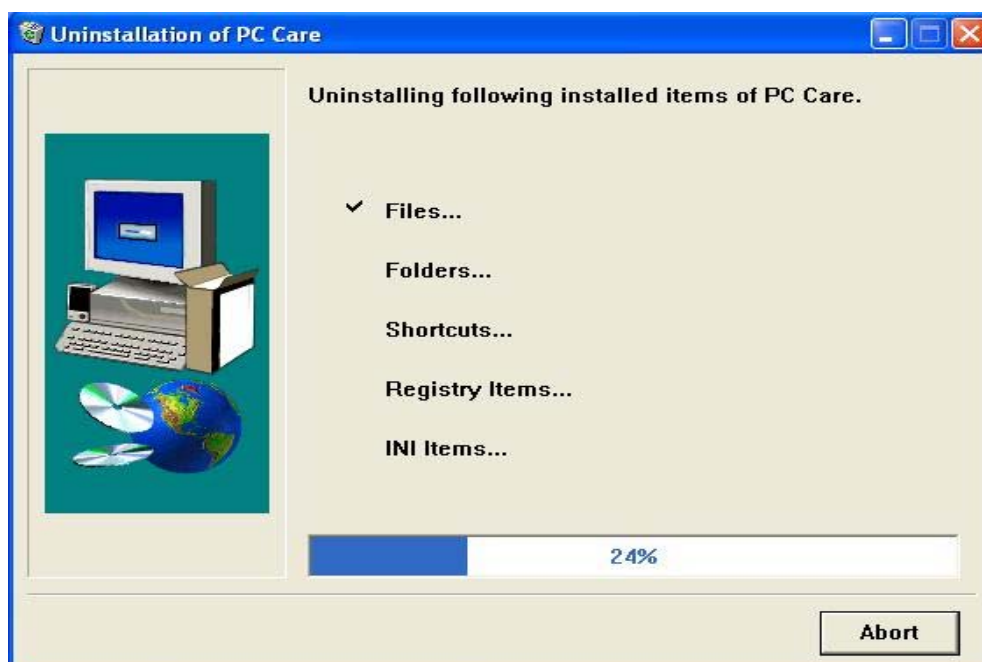 Uninstallation of PC Care
Uninstalling following installed items of PC Care.
Files...
Folders...
Shortcuts...
Registry Items...
INI Items...
24%
Abort